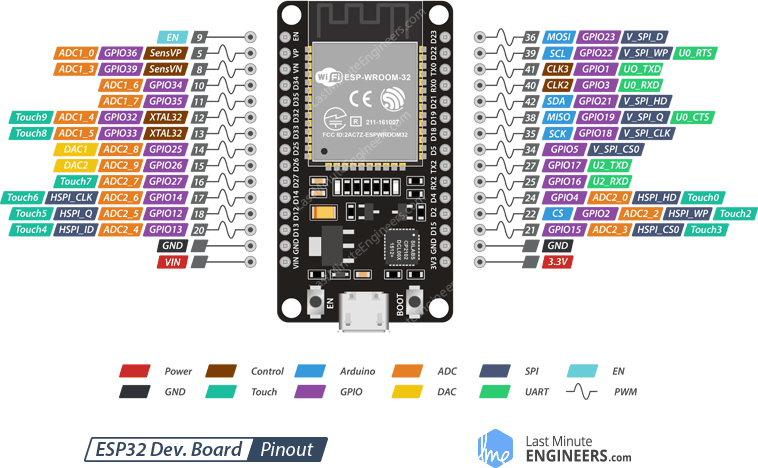 EN 9
ADC1_0 GPIO36 SensVP 5
ADC1_3 GPIO39 SensVN 8
ADC1_6 GPIO34 10
ADC1_7 GPIO35 11
Touch9 ADC1_4 GPIO32 XTAL32 12
Touch8 ADC1_5 GPIO33 XTAL32 13
DAC1 ADC2_8 GPIO25 14
DAC2 ADC2_9 GPIO26 15
Touch7 ADC2_7 GPIO27 16
Touch6 HSPI_CLK ADC2_6 GPIO14 17
Touch5 HSPI_Q ADC2_5 GPIO12 18
Touch4 HSPI_ID ADC2_4 GPIO13 20
GND
VIN
EN
VP
VN
D34
D35
D32
D33
D25
D26
D27
D14
D12
D13
GND
VIN
WiFi ESP-WROOM-32
CE
R 211-161007
FCC ID:2AC7Z-ESPWROOM32
SILABS
CP2102
EN
BOOT
LastMinuteEngineers.com
D23
D22
TX0
RX0
D21
D19
D18
D5
TX2
RX2
D4
D2
D15
GND
3V3
36 MOSI GPIO23 V_SPI_D
39 SCL GPIO22 V_SPI_WP U0_RTS
41 CLK3 GPIO1 UO_TXD
40 CLK2 GPIO3 U0_RXD
42 SDA GPIO21 V_SPI_HD
38 MISO GPIO19 V_SPI_Q U0_CTS
35 SCK GPIO18 V_SPI_CLK
34 GPIO5 V_SPI_CS0
27 GPIO17 U2_TXD
25 GPIO16 U2_RXD
24 GPIO4 ADC2_0 HSPI_HD Touch0
22 CS GPIO2 ADC2_2 HSPI_WP Touch2
21 GPIO15 ADC2_3 HSPI_CS0 Touch3
GND
3.3V
Power Control Arduino ADC SPI EN
GND Touch GPIO DAC UART PWM
ESP32 Dev. Board Pinout
lme Last Minute
ENGINEERS.com